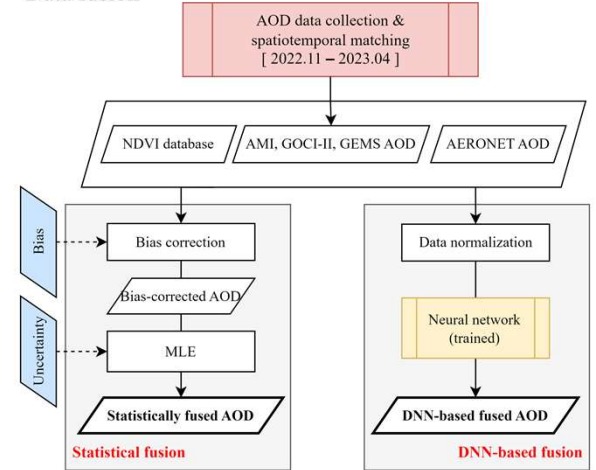 AOD data collection &
spatiotemporal matching
[ 2022.11 – 2023.04 ]
NDVI database
AMI, GOCI-II, GEMS AOD
AERONET AOD
Bias
Bias correction
Bias-corrected AOD
Uncertainty
MLE
Statistically fused AOD
Statistical fusion
Data normalization
Neural network
(trained)
DNN-based fused AOD
DNN-based fusion